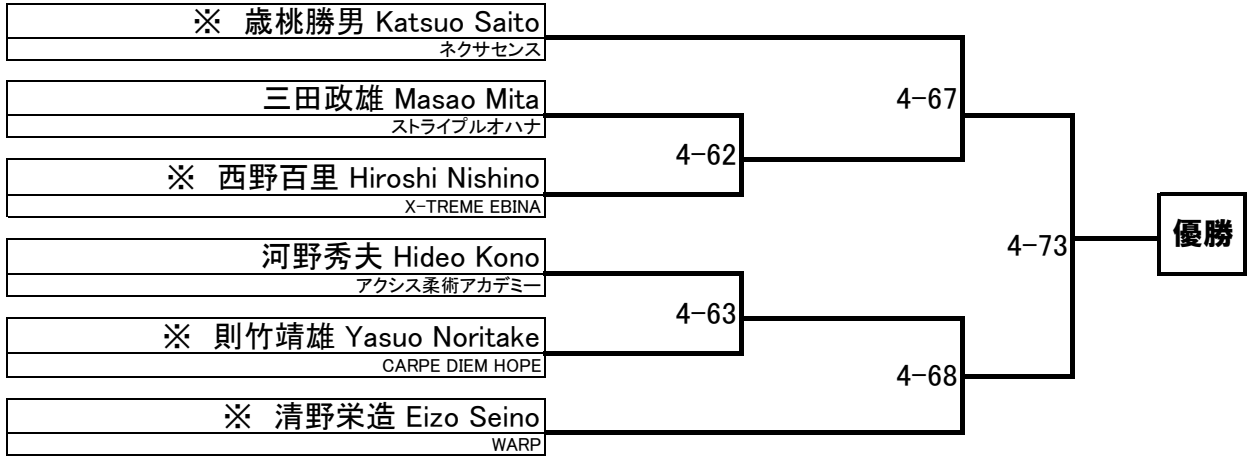 ※ 歳桃勝男 Katsuo Saito
ネクサセンス
三田政雄 Masao Mita
ストライプルオハナ
※ 西野百里 Hiroshi Nishino
X-TREME EBINA
河野秀夫 Hideo Kono
アクシス柔術アカデミー
※ 則竹靖雄 Yasuo Noritake
CARPE DIEM HOPE
※ 清野栄造 Eizo Seino
WARP
4-62
4-63
4-67
4-68
4-73
優勝